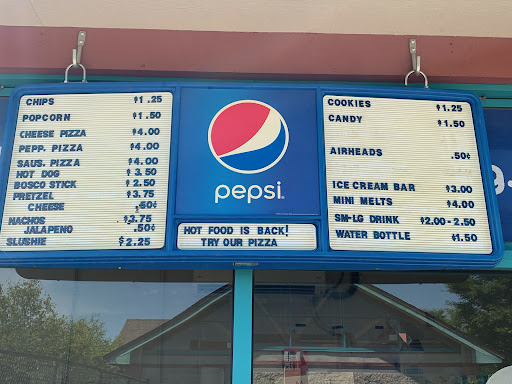 CHIPS $1.25
POPCORN $1.50
CHEESE PIZZA $4.00
PEPP. PIZZA $4.00
SAUS. PIZZA $4.00
HOT DOG $3.50
BOSCO STICK $2.50
PRETZEL $3.75
CHEESE .50¢
NACHOS $3.75
JALAPENO .50¢
SLUSHIE $2.25
pepsi
HOT FOOD IS BACK!
TRY OUR PIZZA
COOKIES $1.25
CANDY $1.50
AIRHEADS .50¢
ICE CREAM BAR $3.00
MINI MELTS $4.00
SM-LG DRINK $2.00-2.50
WATER BOTTLE $1.50